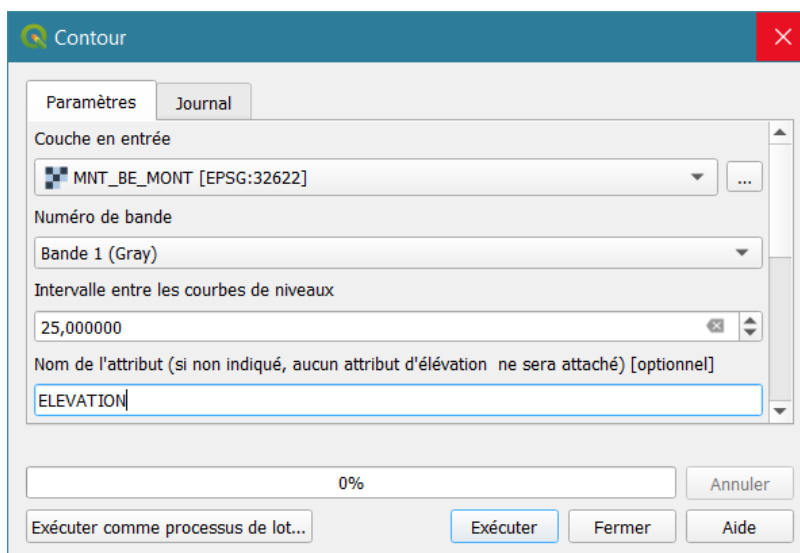 Contour
Paramètres
Journal
Couche en entrée
MNT_BE_MONT [EPSG:32622]
...
Numéro de bande
Bande 1 (Gray)
Intervalle entre les courbes de niveaux
25,000000
Nom de l'attribut (si non indiqué, aucun attribut d'élévation  ne sera attaché) [optionnel]
ELEVATION
0%
Annuler
Exécuter comme processus de lot...
Exécuter
Fermer
Aide